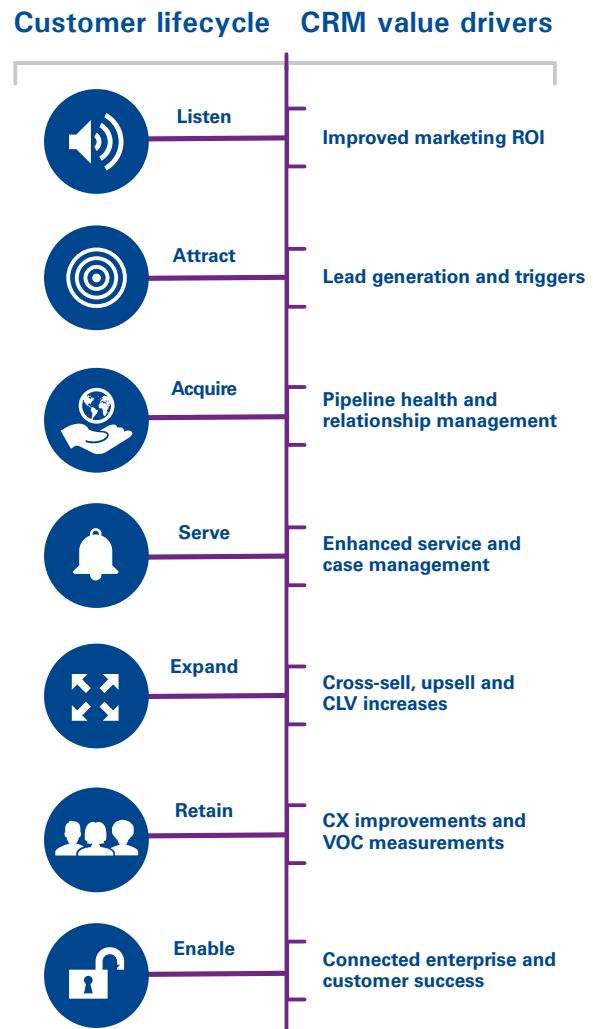 Customer lifecycle
CRM value drivers
Listen
Improved marketing ROI
Attract
Lead generation and triggers
Acquire
Pipeline health and
relationship management
Serve
Enhanced service and
case management
Expand
Cross-sell, upsell and
CLV increases
Retain
CX improvements and
VOC measurements
Enable
Connected enterprise and
customer success